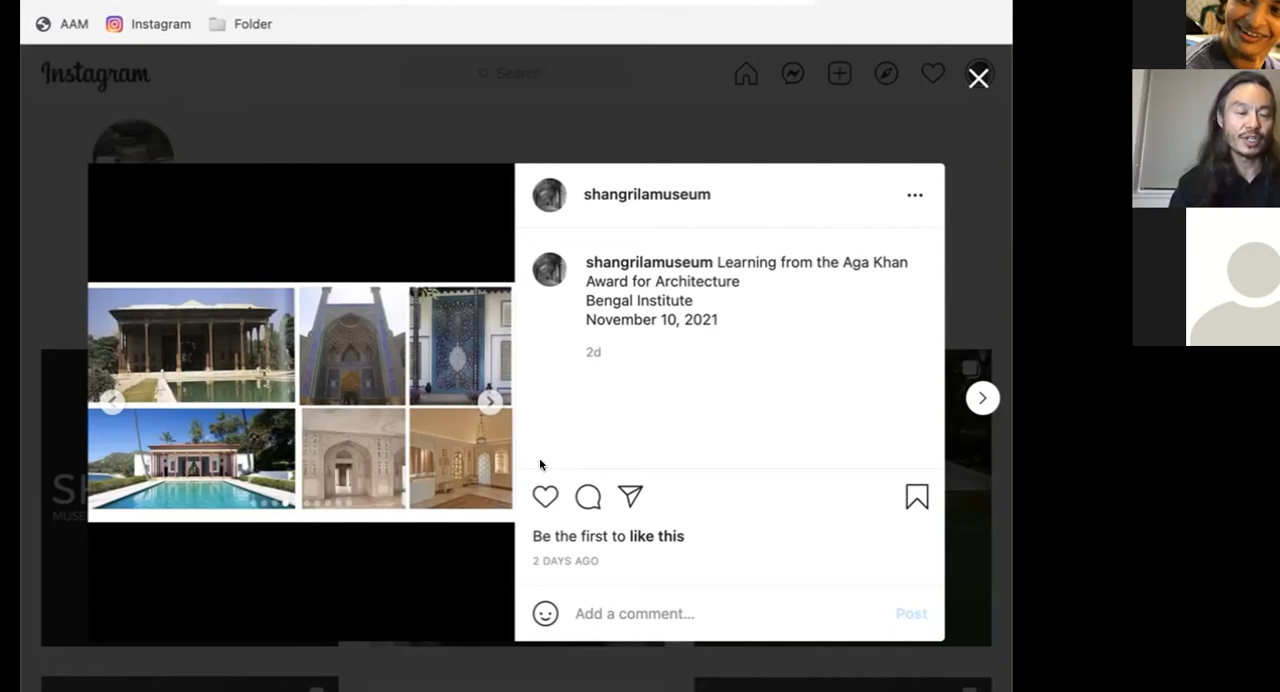 AAM
Instagram
Folder
Instagram
Search
shangrilamuseum
shangrilamuseum Learning from the Aga Khan
Award for Architecture
Bengal Institute
November 10, 2021
2d
Be the first to like this
2 DAYS AGO
Add a comment...
Post